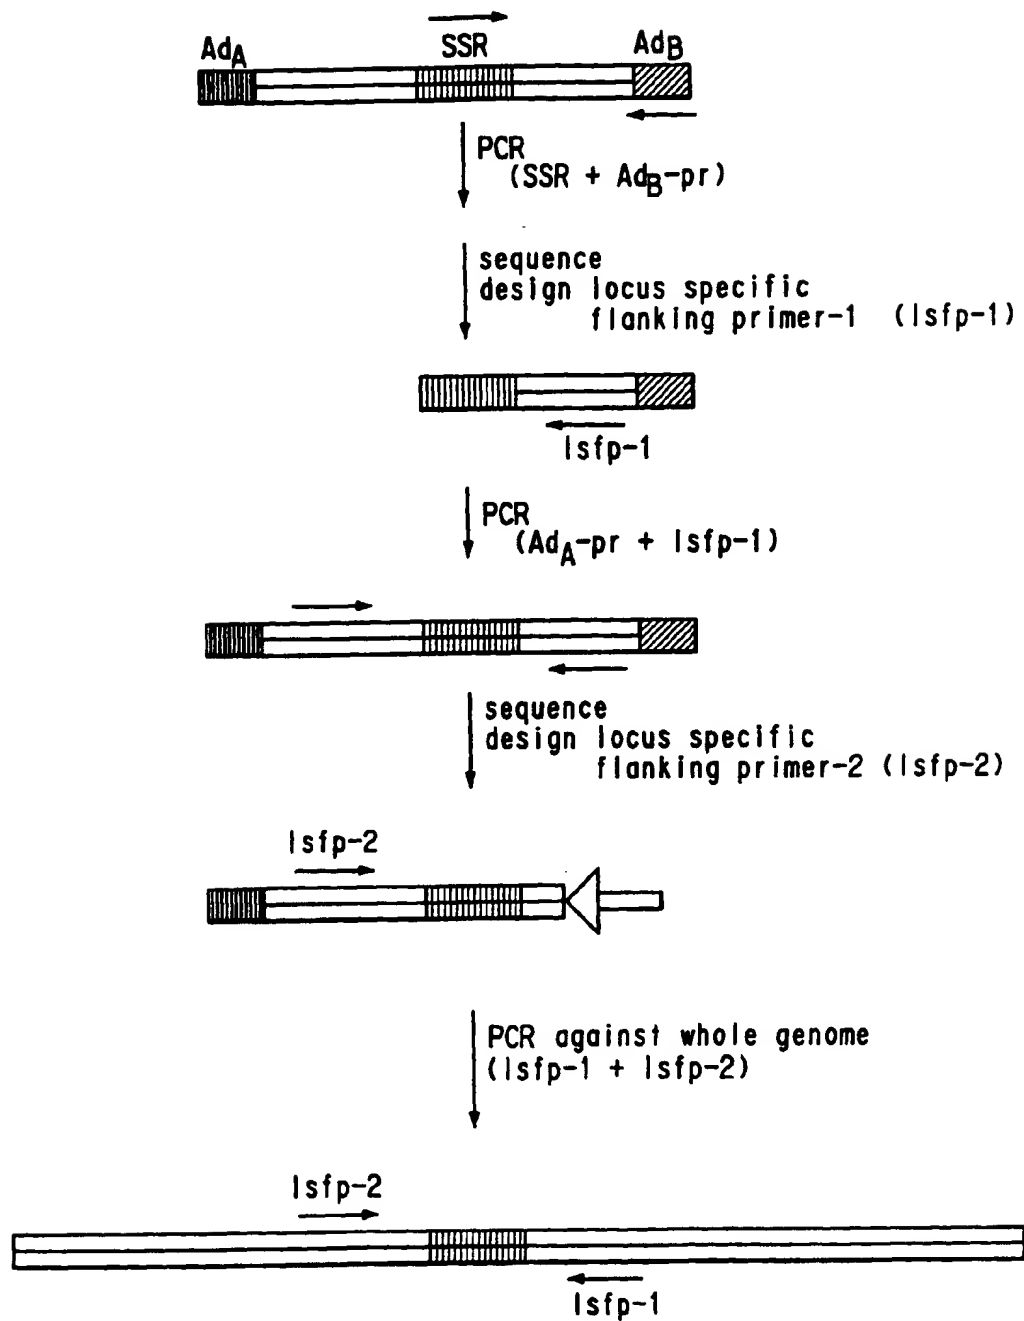 AdA SSR AdB
PCR
(SSR + AdB-pr)
sequence
design locus specific
flanking primer-1 (lsfp-1)
lsfp-1
PCR
(AdA-pr + lsfp-1)
sequence
design locus specific
flanking primer-2 (lsfp-2)
lsfp-2
PCR against whole genome
(lsfp-1 + lsfp-2)
lsfp-2
lsfp-1